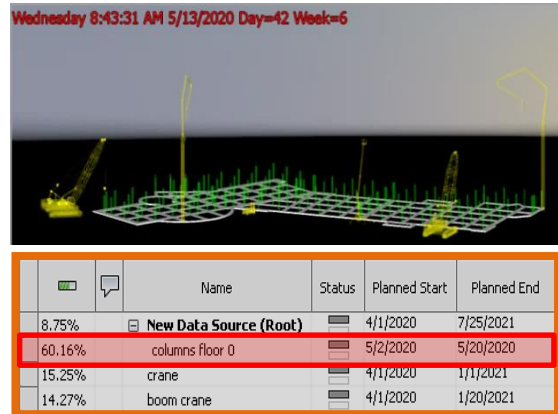 Wednesday 8:43:31 AM 5/13/2020 Day=42 Week=6
Name Status Planned Start Planned End
8.75% New Data Source (Root) 4/1/2020 7/25/2021
60.16% columns floor 0 5/2/2020 5/20/2020
15.25% crane 4/1/2020 1/1/2021
14.27% boom crane 4/1/2020 1/20/2021